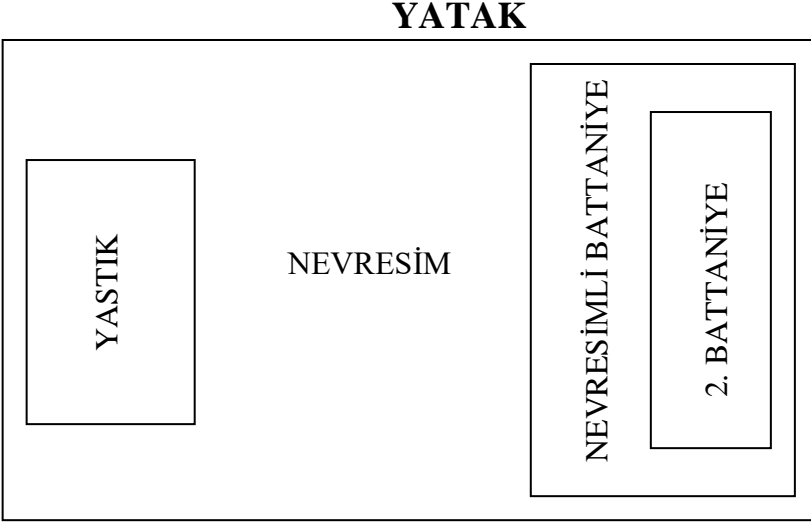 YATAK
YASTIK
NEVRESİM
NEVRESİMLİ BATTANİYE
2. BATTANİYE